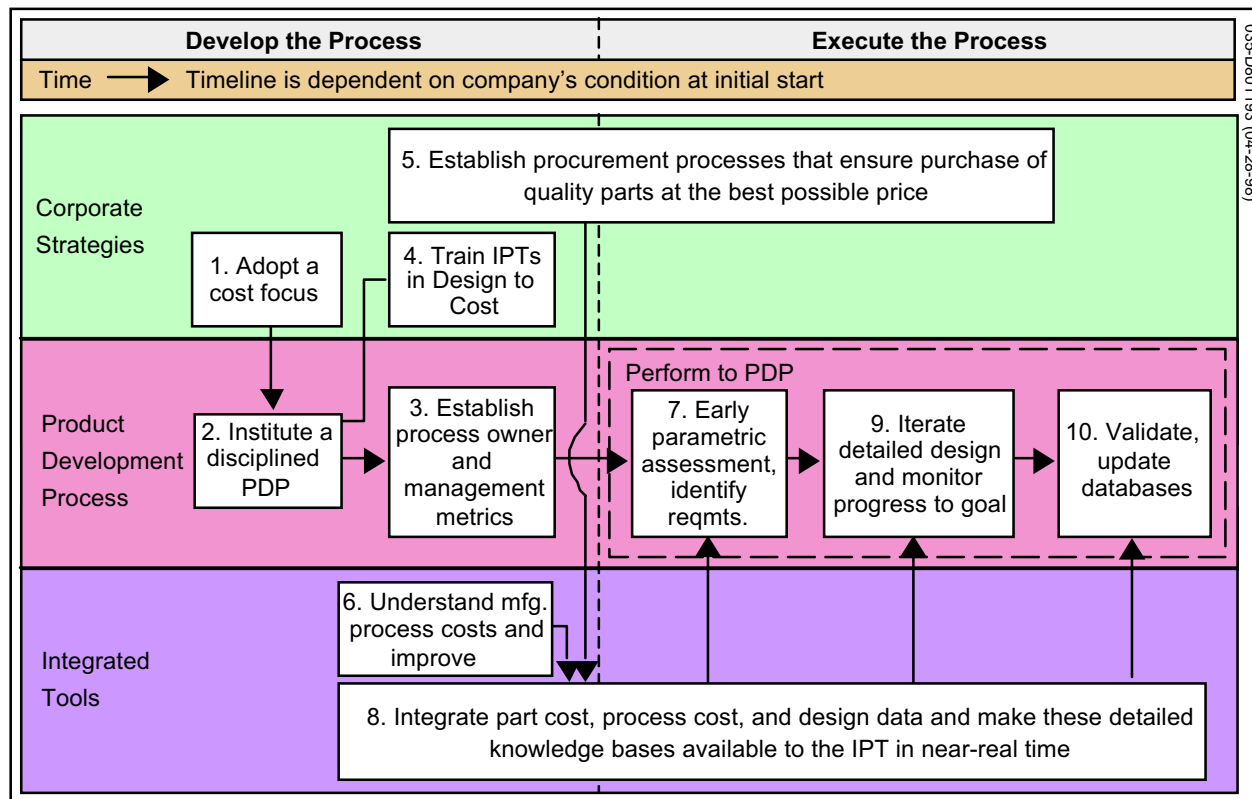 Develop the Process
Execute the Process
Time
Timeline is dependent on company’s condition at initial start
Corporate
Strategies
5. Establish procurement processes that ensure purchase of
quality parts at the best possible price
1. Adopt a
cost focus
4. Train IPTs
in Design to
Cost
Product
Development
Process
2. Institute a
disciplined
PDP
3. Establish
process owner
and
management
metrics
Perform to PDP
7. Early
parametric
assessment,
identify
reqmts.
9. Iterate
detailed design
and monitor
progress to goal
10. Validate,
update
databases
Integrated
Tools
6. Understand mfg.
process costs and
improve
8. Integrate part cost, process cost, and design data and make these detailed
knowledge bases available to the IPT in near-real time